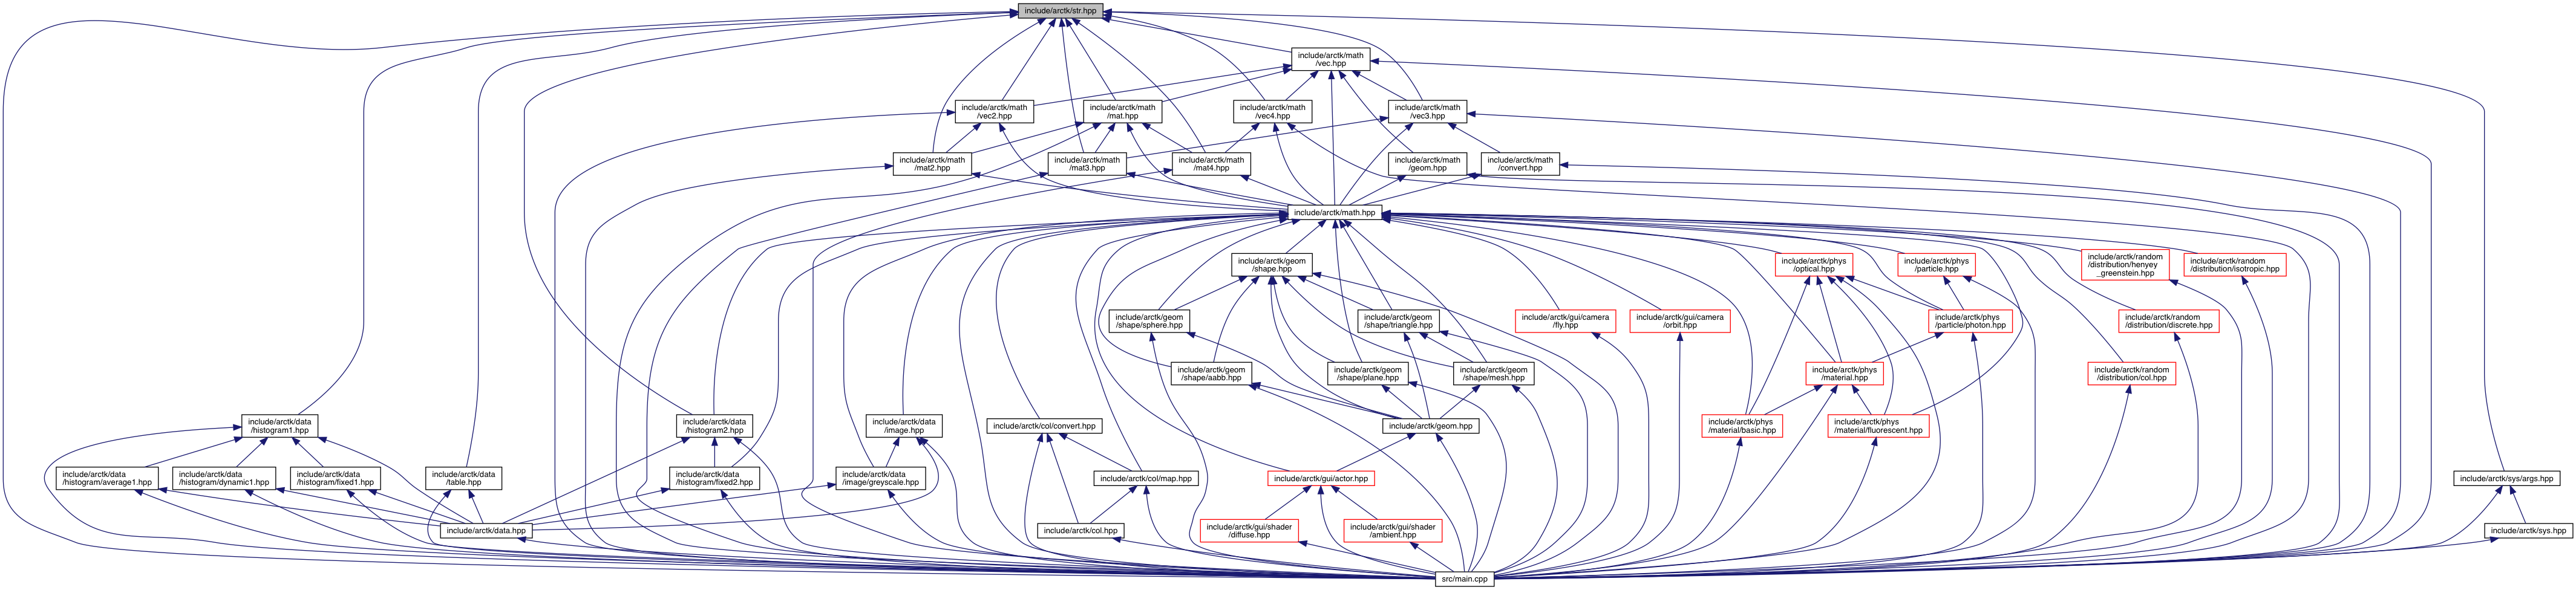 include/arctk/str.hpp
include/arctk/math
/vec.hpp
include/arctk/math
/vec2.hpp
include/arctk/math
/mat.hpp
include/arctk/math
/vec4.hpp
include/arctk/math
/vec3.hpp
include/arctk/math
/mat2.hpp
include/arctk/math
/mat3.hpp
include/arctk/math
/mat4.hpp
include/arctk/math
/geom.hpp
include/arctk/math
/convert.hpp
include/arctk/math.hpp
include/arctk/geom
/shape.hpp
include/arctk/phys
/optical.hpp
include/arctk/phys
/particle.hpp
include/arctk/random
/distribution/henyey
_greenstein.hpp
include/arctk/random
/distribution/isotropic.hpp
include/arctk/geom
/shape/sphere.hpp
include/arctk/geom
/shape/triangle.hpp
include/arctk/gui/camera
/fly.hpp
include/arctk/gui/camera
/orbit.hpp
include/arctk/phys
/particle/photon.hpp
include/arctk/random
/distribution/discrete.hpp
include/arctk/geom
/shape/aabb.hpp
include/arctk/geom
/shape/plane.hpp
include/arctk/geom
/shape/mesh.hpp
include/arctk/phys
/material.hpp
include/arctk/random
/distribution/col.hpp
include/arctk/data
/histogram1.hpp
include/arctk/data
/histogram2.hpp
include/arctk/data
/image.hpp
include/arctk/col/convert.hpp
include/arctk/geom.hpp
include/arctk/phys
/material/basic.hpp
include/arctk/phys
/material/fluorescent.hpp
include/arctk/data
/histogram/average1.hpp
include/arctk/data
/histogram/dynamic1.hpp
include/arctk/data
/histogram/fixed1.hpp
include/arctk/data
/table.hpp
include/arctk/data
/histogram/fixed2.hpp
include/arctk/data
/image/greyscale.hpp
include/arctk/col/map.hpp
include/arctk/gui/actor.hpp
include/arctk/sys/args.hpp
include/arctk/data.hpp
include/arctk/col.hpp
include/arctk/gui/shader
/diffuse.hpp
include/arctk/gui/shader
/ambient.hpp
include/arctk/sys.hpp
src/main.cpp